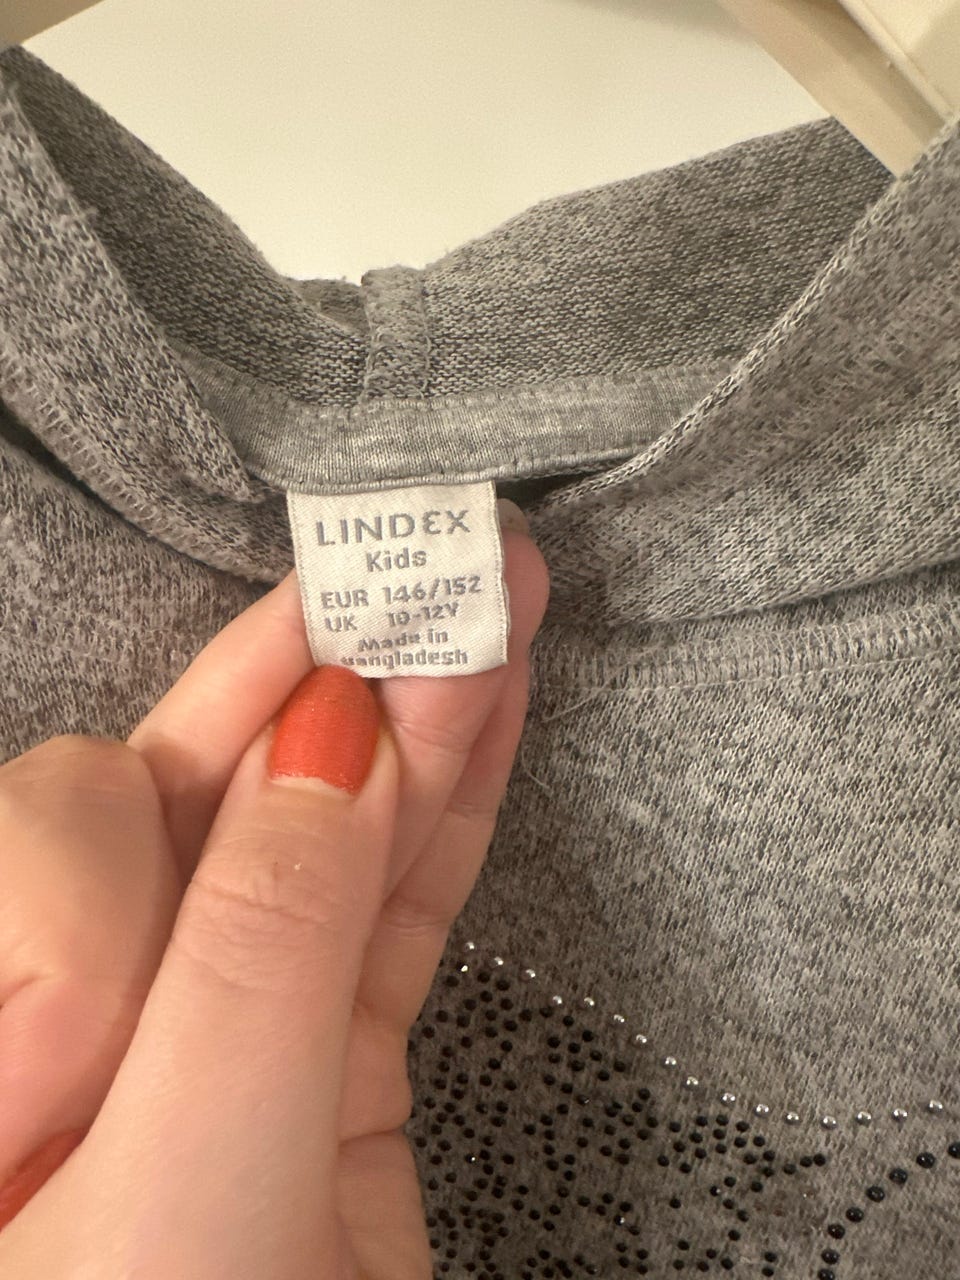 LINDEX
Kids
EUR 146/152
UK 10-12Y
Made in
Bangladesh